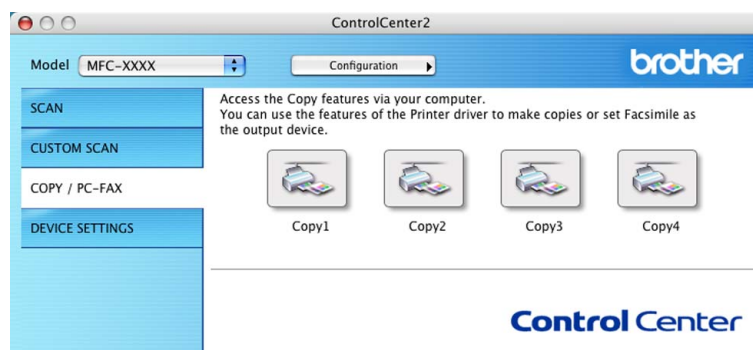 ControlCenter2
Model MFC-XXXX Configuration brother
SCAN
CUSTOM SCAN
COPY / PC-FAX
DEVICE SETTINGS
Access the Copy features via your computer.
You can use the features of the Printer driver to make copies or set Facsimile as
the output device.
Copy1 Copy2 Copy3 Copy4
Control Center